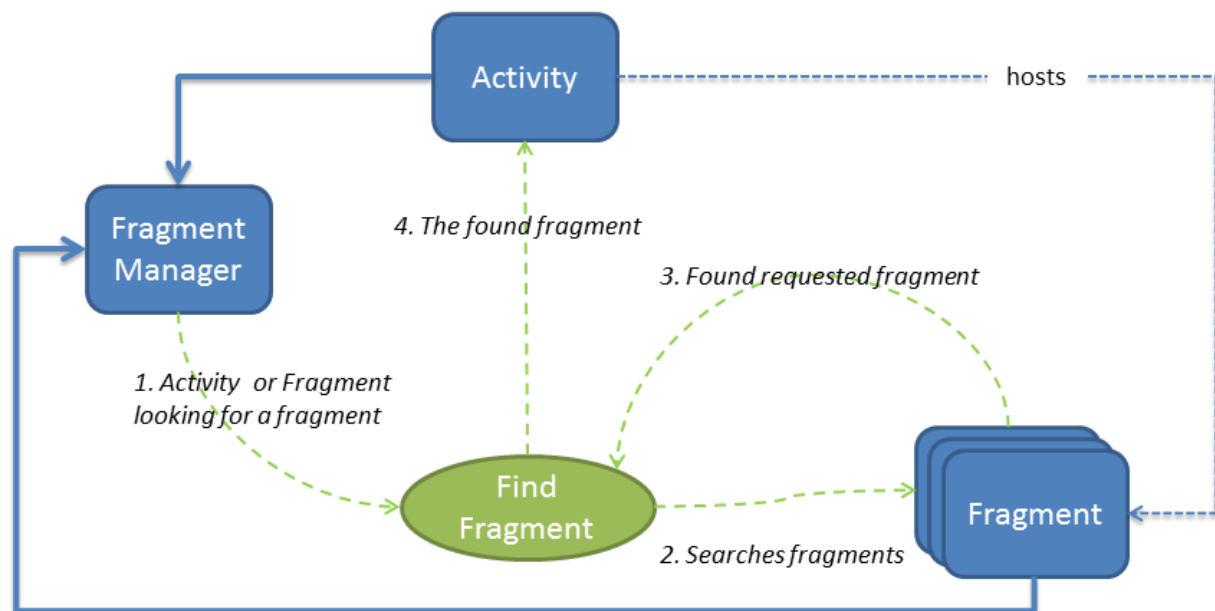 Activity
hosts
Fragment
Manager
4. The found fragment
3. Found requested fragment
1. Activity or Fragment
looking for a fragment
Find
Fragment
Fragment
2. Searches fragments